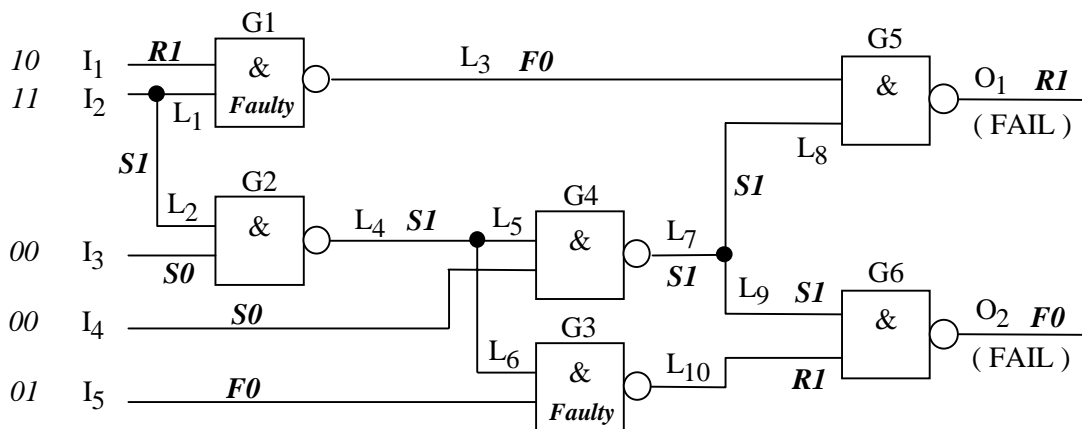 G1
10 I1 R1 & L3 F0 G5
11 I2 L1 Faulty & O1 R1
( FAIL )
L8
S1 G2 S1
L2 & L4 S1 L5 G4 L7
00 I3 S0 & S1 L9 S1 G6
00 I4 S0 G3 & O2 F0
L6 & L10 ( FAIL )
01 I5 F0 Faulty R1